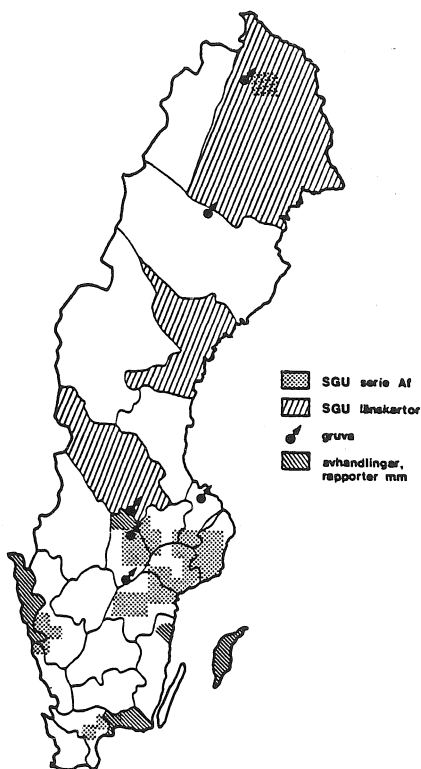 SGU serie Af
SGU länskartor
gruva
avhandlingar,
rapporter mm